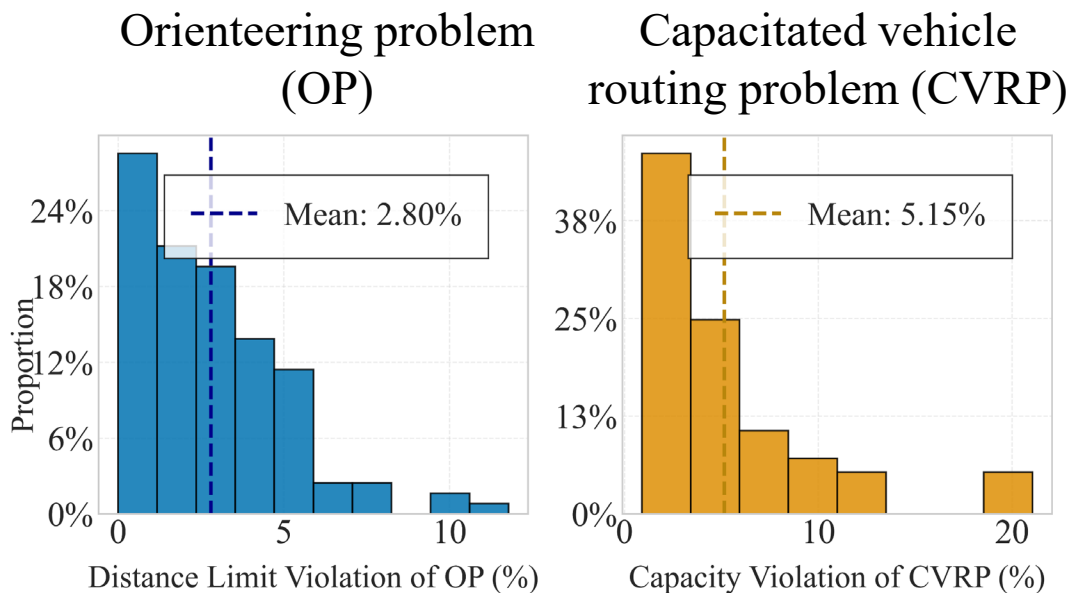 Orienteering problem
(OP)
Mean: 2.80%
24%
18%
12%
6%
0%
Proportion
0
5
10
Distance Limit Violation of OP (%)
Capacitated vehicle
routing problem (CVRP)
Mean: 5.15%
38%
25%
13%
0%
0
10
20
Capacity Violation of CVRP (%)